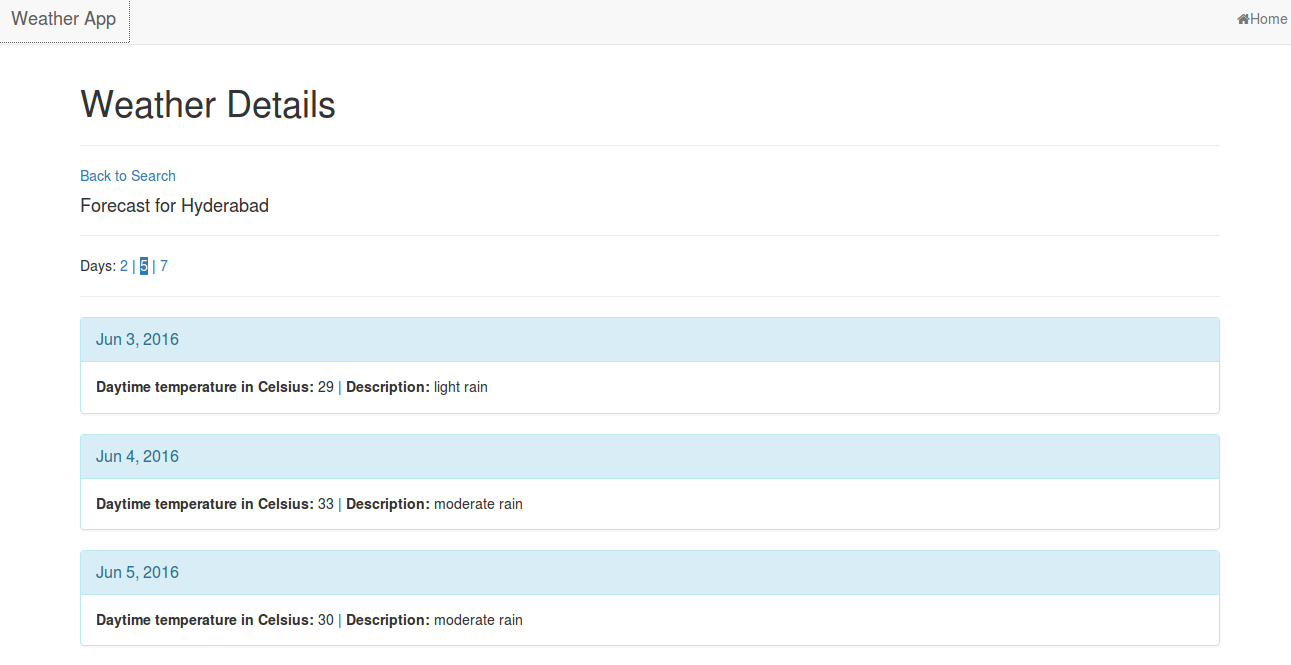 Weather App
Home
Weather Details
Back to Search
Forecast for Hyderabad
Days: 2 | 5 | 7
Jun 3, 2016
Daytime temperature in Celsius: 29 | Description: light rain
Jun 4, 2016
Daytime temperature in Celsius: 33 | Description: moderate rain
Jun 5, 2016
Daytime temperature in Celsius: 30 | Description: moderate rain